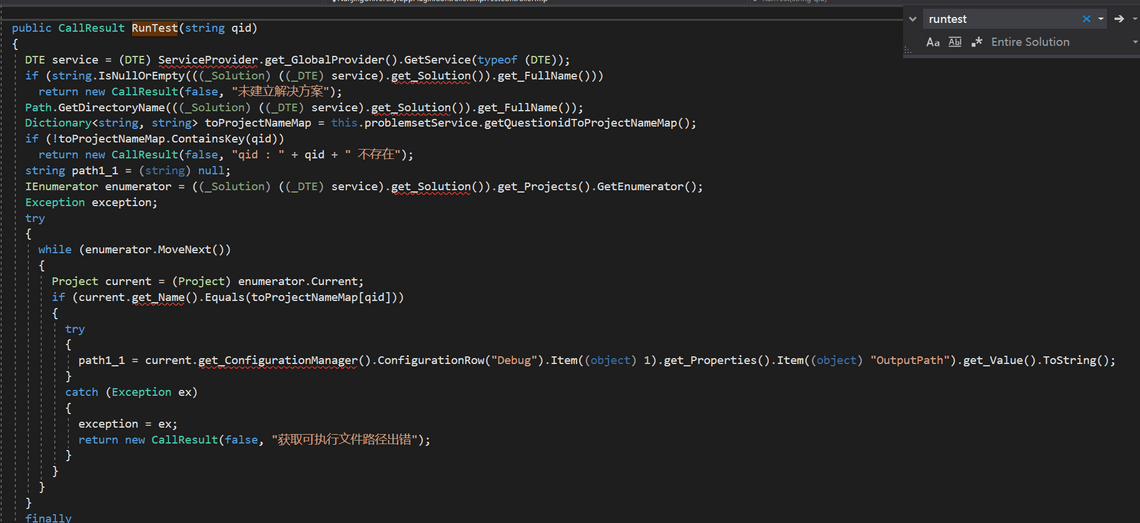 runtest
Aa Abl .* Entire Solution
public CallResult RunTest(string qid)
{
DTE service = (DTE) ServiceProvider.get_GlobalProvider().GetService(typeof (DTE));
if (string.IsNullOrEmpty(((_Solution) ((_DTE) service).get_Solution()).get_FullName()))
return new CallResult(false, "未建立解决方案");
Path.GetDirectoryName(((_Solution) ((_DTE) service).get_Solution()).get_FullName());
Dictionary<string, string> toProjectNameMap = this.problemsetService.getQuestionidToProjectNameMap();
if (!toProjectNameMap.ContainsKey(qid))
return new CallResult(false, "qid : " + qid + " 不存在");
string path1_1 = (string) null;
IEnumerator enumerator = ((_Solution) ((_DTE) service).get_Solution()).get_Projects().GetEnumerator();
Exception exception;
try
{
while (enumerator.MoveNext())
{
Project current = (Project) enumerator.Current;
if (current.get_Name().Equals(toProjectNameMap[qid]))
{
try
{
path1_1 = current.get_ConfigurationManager().ConfigurationRow("Debug").Item((object) 1).get_Properties().Item((object) "OutputPath").get_Value().ToString();
}
catch (Exception ex)
{
exception = ex;
return new CallResult(false, "获取可执行文件路径出错");
}
}
}
}
finally